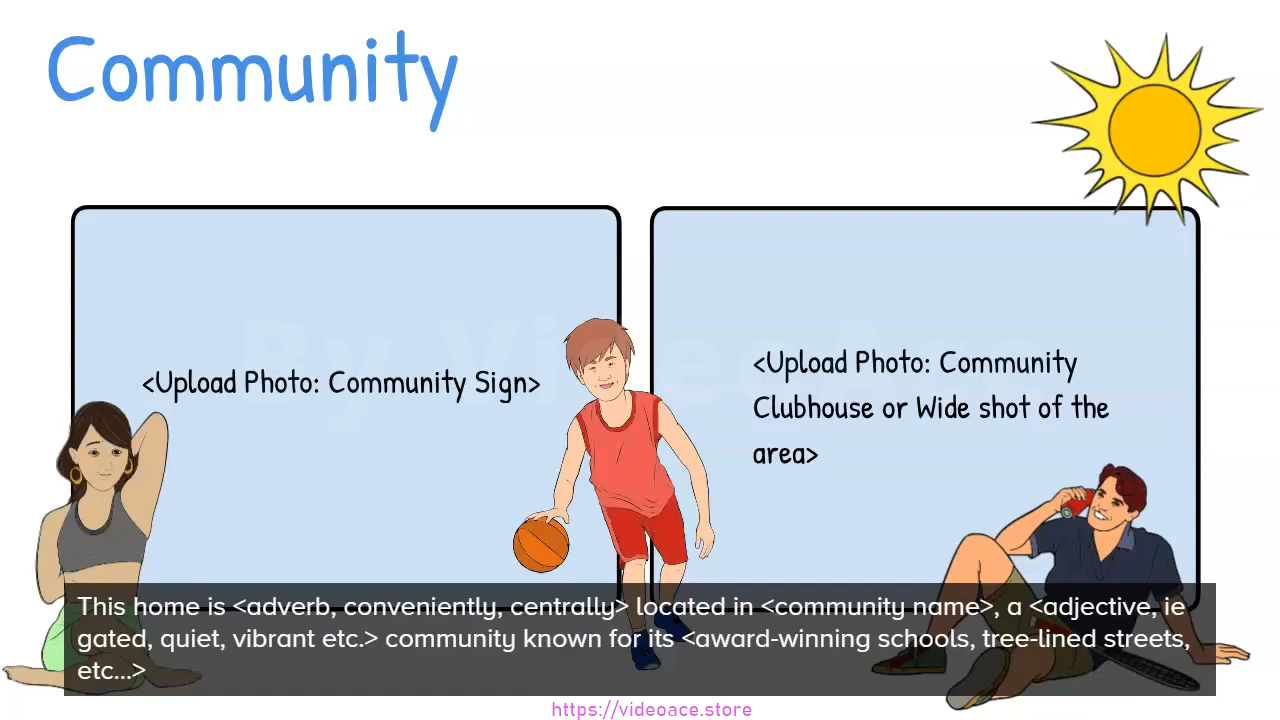 Community
<Upload Photo: Community Sign>
<Upload Photo: Community
Clubhouse or Wide shot of the
area>
This home is <adverb, conveniently, centrally> located in <community name>, a <adjective, ie
gated, quiet, vibrant etc.> community known for its <award-winning schools, tree-lined streets,
etc...>
https://videoace.store